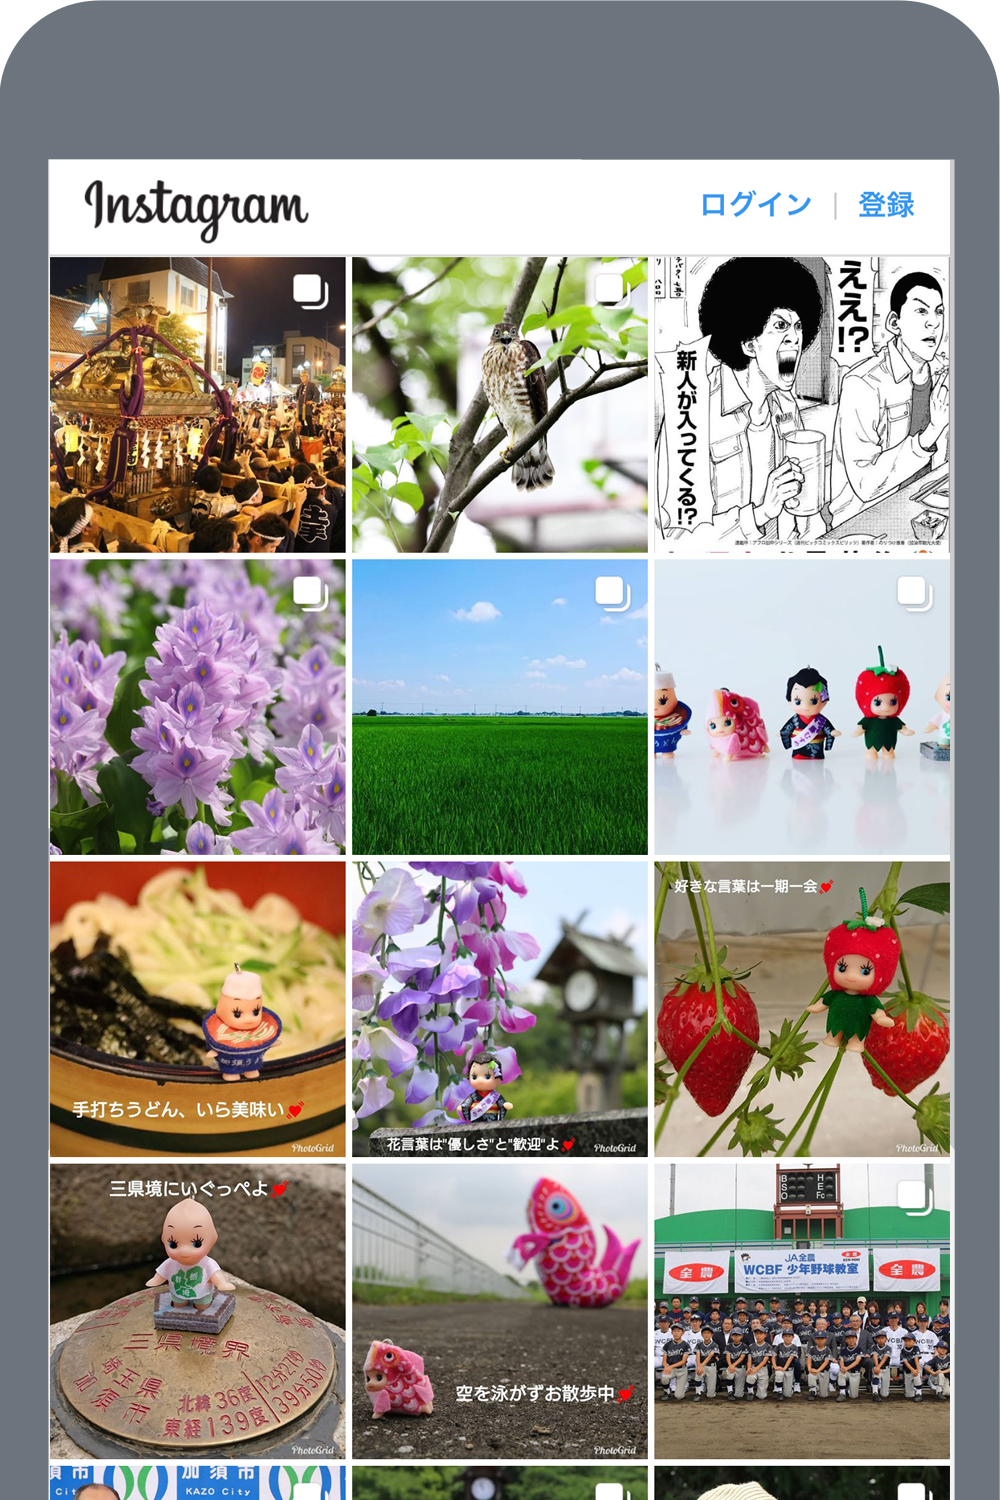 Instagram
ログイン | 登録
ええ!?
新人が入ってくる!?
好きな言葉は一期一会
手打ちうどん、いら美味い
PhotoGrid
花言葉は"優しさ"と"歓迎"よ
PhotoGrid
三県境にいぐっぺよ
三県境界
埼玉県
加須市
北緯36度12分27秒
東経139度39分50秒
PhotoGrid
空を泳がずお散歩中
PhotoGrid
B
S
O
H
E
Fc
全農
JA全農
WCBF 少年野球教室
全農
須市
Cit
加須市
KAZO City